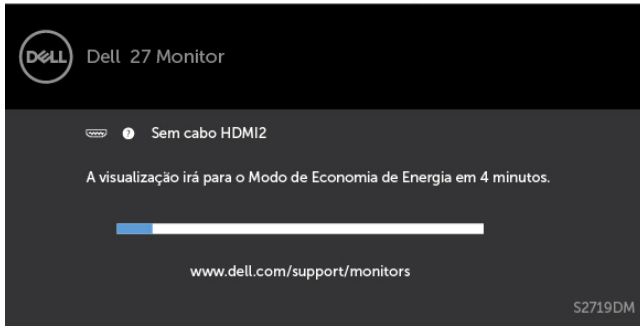 DELL
Dell 27 Monitor
Sem cabo HDMI2
A visualização irá para o Modo de Economia de Energia em 4 minutos.
www.dell.com/support/monitors
S2719DM